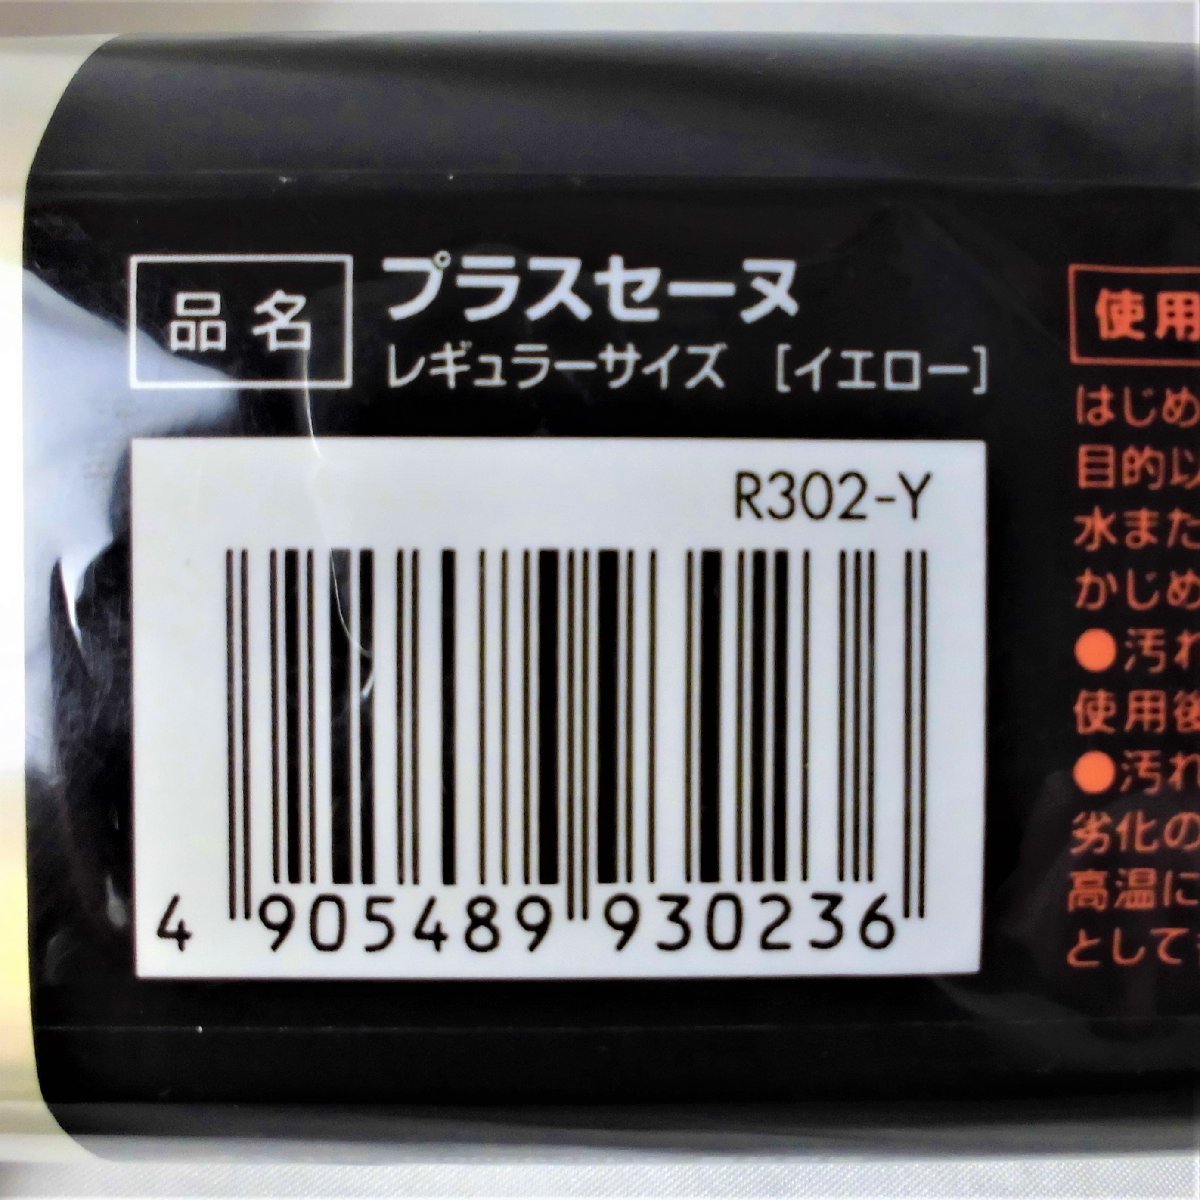 品名
プラスセーヌ
レギュラーサイズ [イエロー]
R302-Y
4 905489 930236
使用
はじめ
目的以
水また
かじめ
●汚れ
使用後
●汚れ
劣化の
高温に
として